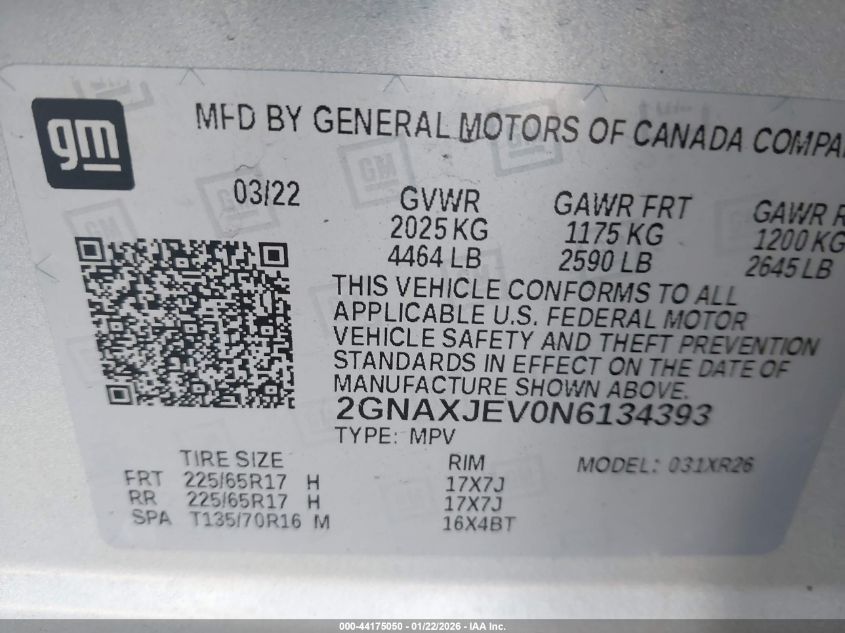 gm
MFD BY GENERAL MOTORS OF CANADA COMPA
03/22
GVWR GAWR FRT GAWR R
2025 KG 1175 KG 1200 KG
4464 LB 2590 LB 2645 LB
THIS VEHICLE CONFORMS TO ALL
APPLICABLE U.S. FEDERAL MOTOR
VEHICLE SAFETY AND THEFT PREVENTION
STANDARDS IN EFFECT ON THE DATE OF
MANUFACTURE SHOWN ABOVE.
2GNAXJEV0N6134393
TYPE: MPV
TIRE SIZE RIM MODEL: 031XR26
FRT 225/65R17 H 17X7J
RR 225/65R17 H 17X7J
SPA T135/70R16 M 16X4BT
000-44175050 - 01/22/2026 - IAA Inc.